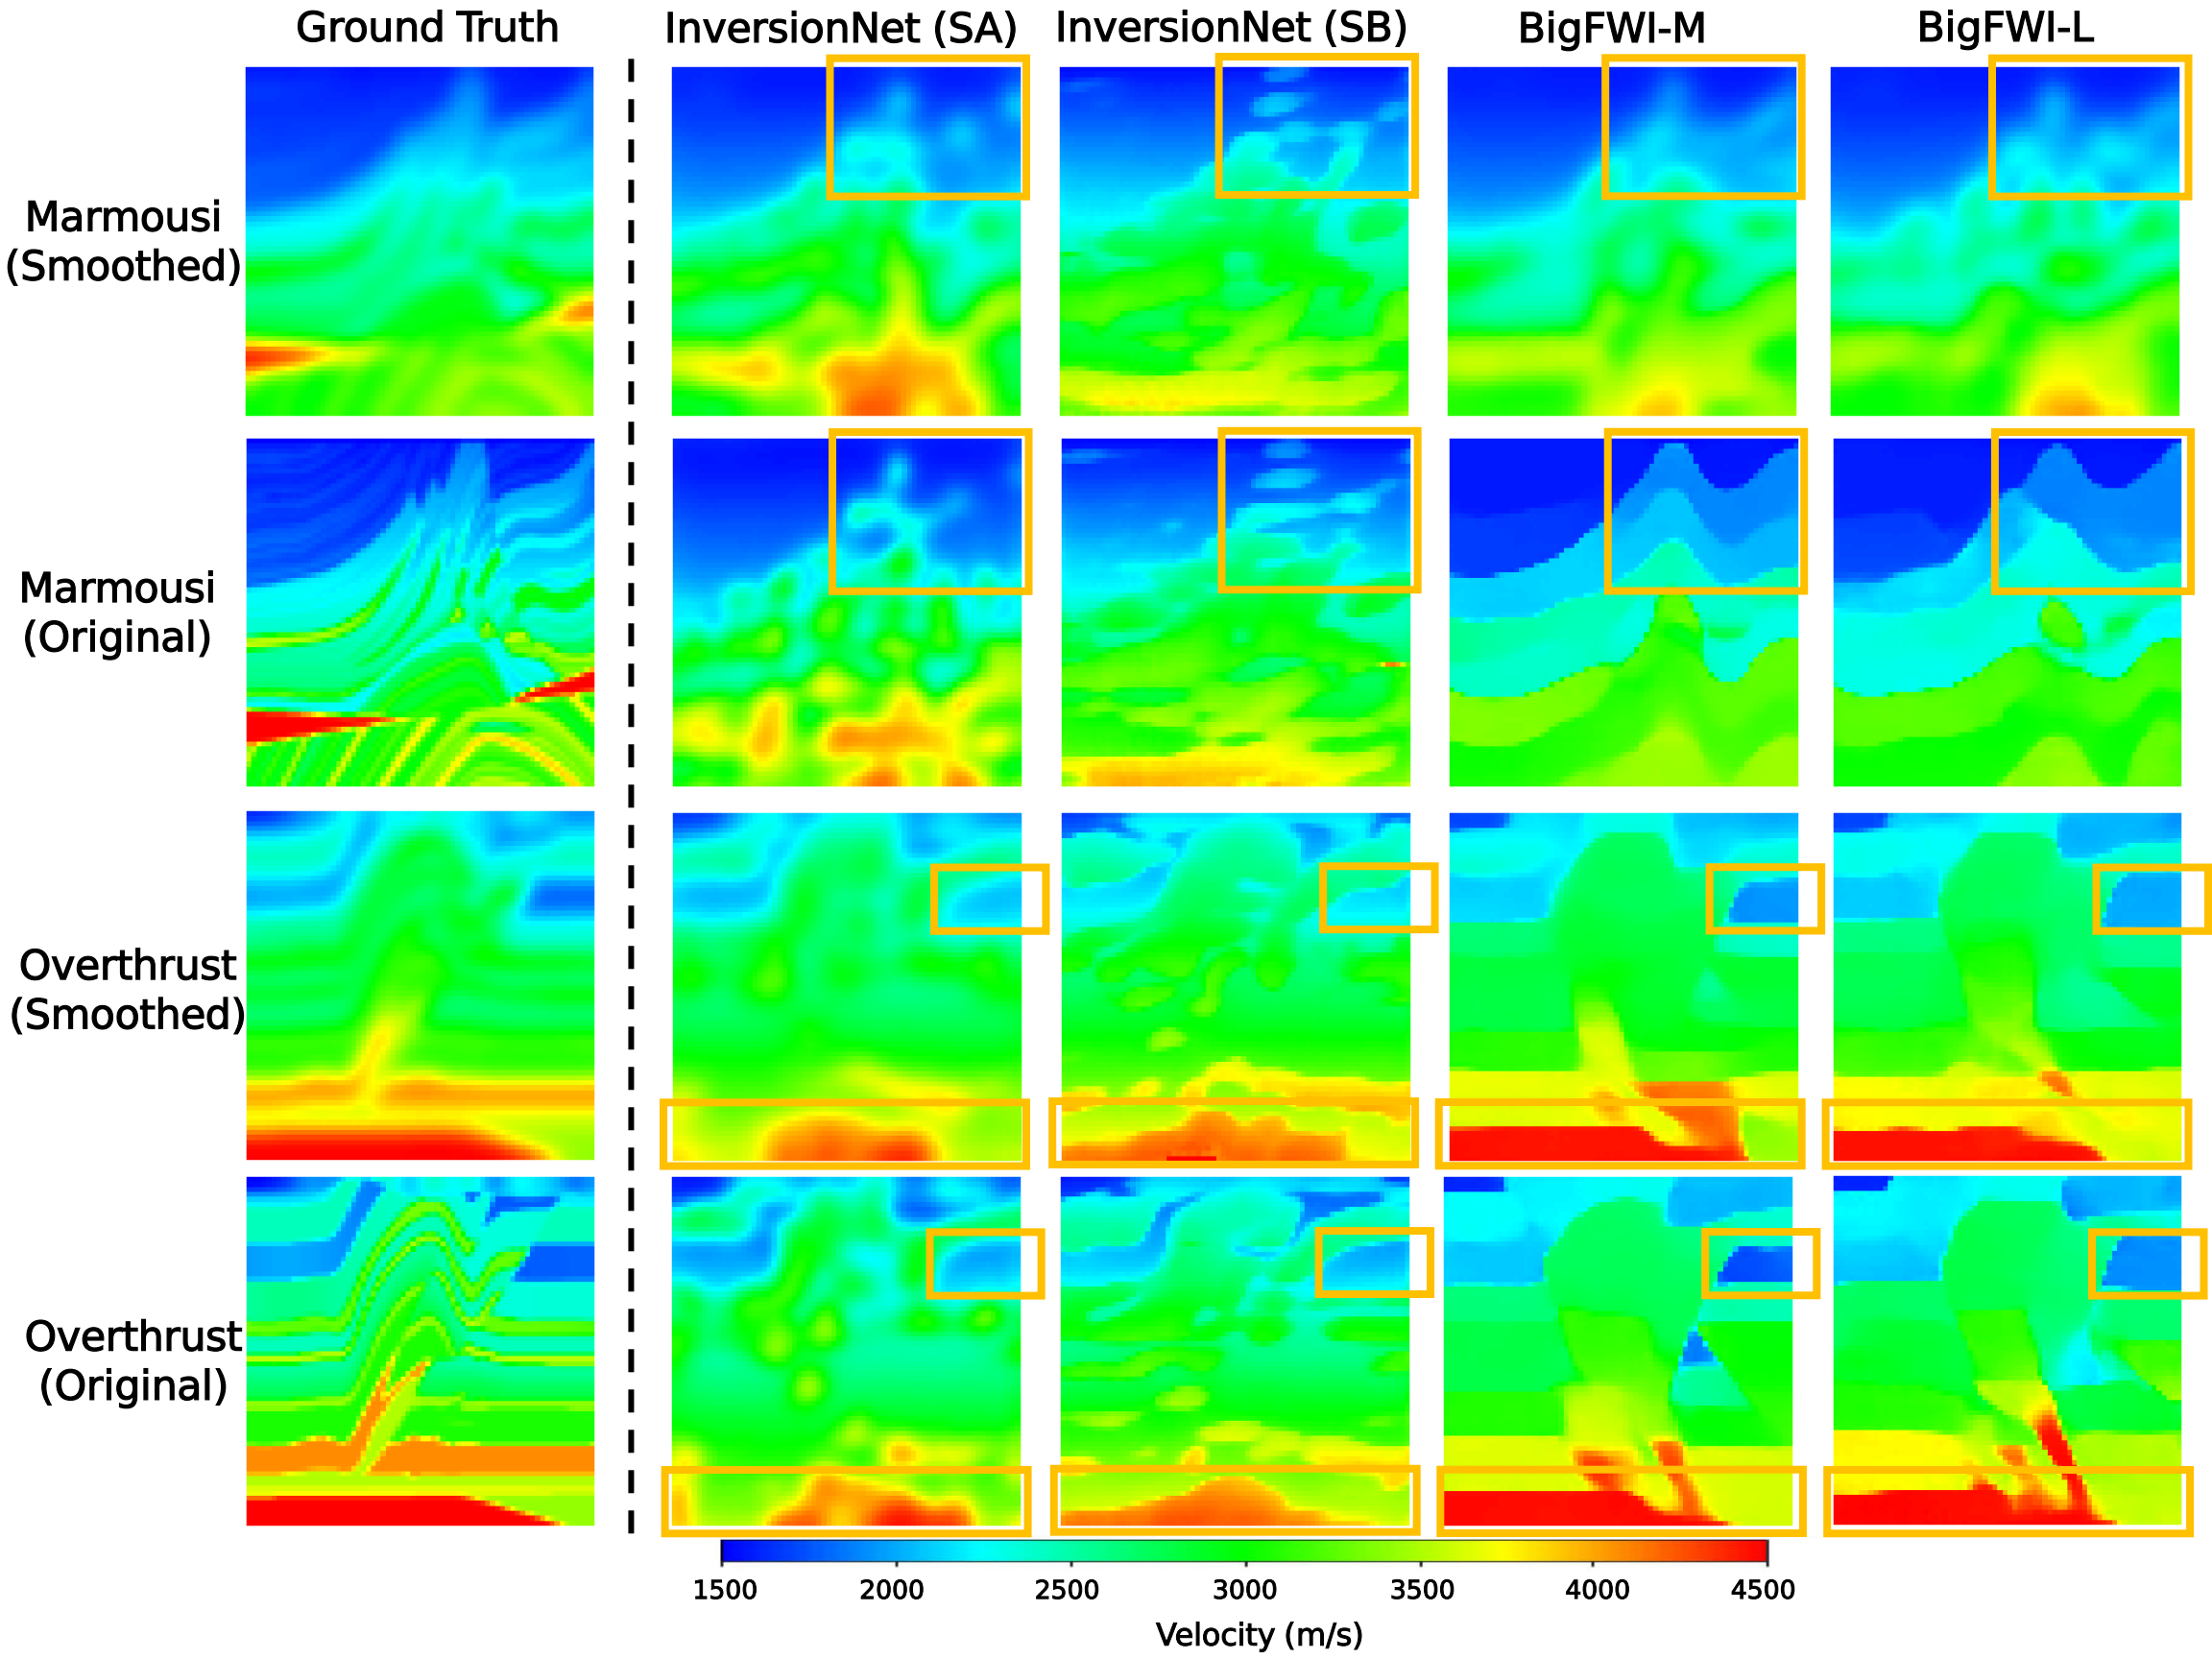 Ground Truth
InversionNet (SA)
InversionNet (SB)
BigFWI-M
BigFWI-L
Marmousi
(Smoothed)
Marmousi
(Original)
Overthrust
(Smoothed)
Overthrust
(Original)
1500
2000
2500
3000
3500
4000
4500
Velocity (m/s)